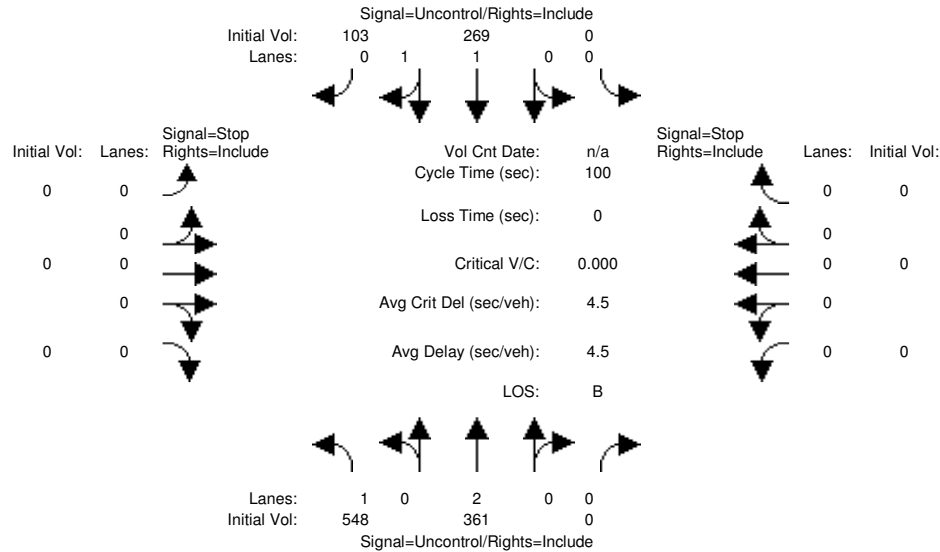 Signal=Uncontrol/Rights=Include
Initial Vol: 103 269 0
Lanes: 0 1 1 0 0
Signal=Stop Signal=Stop
Initial Vol: Lanes: Rights=Include Vol Cnt Date: n/a Rights=Include Lanes: Initial Vol:
Cycle Time (sec): 100
0 0 0 0
Loss Time (sec): 0
0 0
0 0 Critical V/C: 0.000 0 0
0 Avg Crit Del (sec/veh): 4.5 0
0 0 Avg Delay (sec/veh): 4.5 0 0
LOS: B
Lanes: 1 0 2 0 0
Initial Vol: 548 361 0
Signal=Uncontrol/Rights=Include